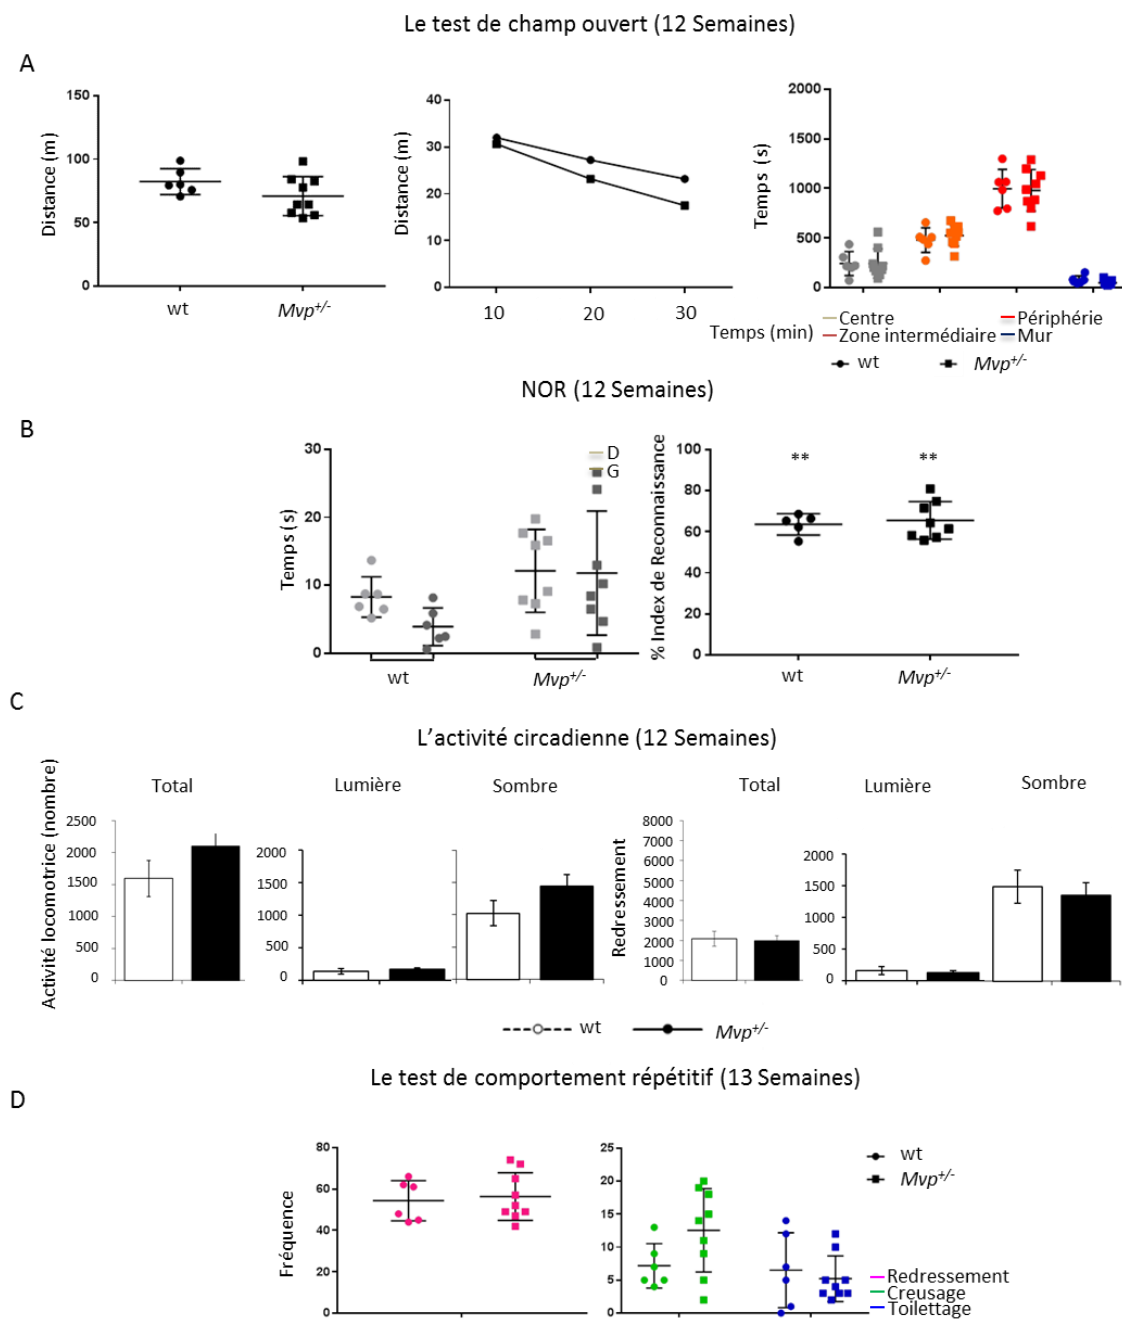 Le test de champ ouvert (12 Semaines)
A
Distance (m)
150
100
50
0
wt
Mvp+/-
Distance (m)
40
30
20
10
0
10 20 30
Temps (min)
Temps (s)
2000
1500
1000
500
0
Centre
Zone intermédiaire
Périphérie
Mur
wt
Mvp+/-
NOR (12 Semaines)
B
Temps (s)
30
20
10
0
D
G
wt
Mvp+/-
% Index de Reconnaissance
100
80
60
40
20
0
** **
wt
Mvp+/-
C
L'activité circadienne (12 Semaines)
Activité locomotrice (nombre)
Total
2500
2000
1500
1000
500
0
Lumière
2000
1500
1000
500
0
Sombre
Redressement
Total
8000
7000
6000
5000
4000
3000
2000
1000
0
Lumière
2000
1500
1000
500
0
Sombre
wt
Mvp+/-
Le test de comportement répétitif (13 Semaines)
D
Fréquence
80
60
40
20
0
25
20
15
10
5
0
wt
Mvp+/-
Redressement
Creusage
Toilettage